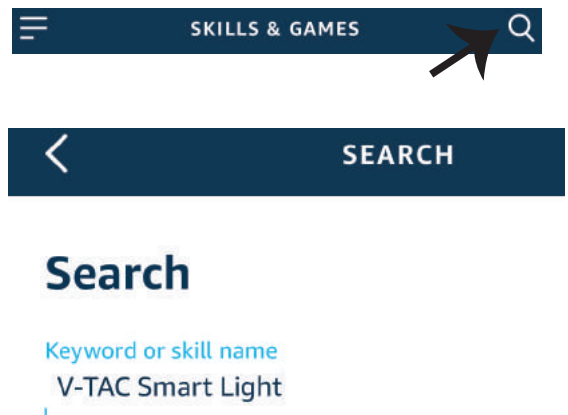 SKILLS & GAMES
SEARCH
Search
Keyword or skill name
V-TAC Smart Light